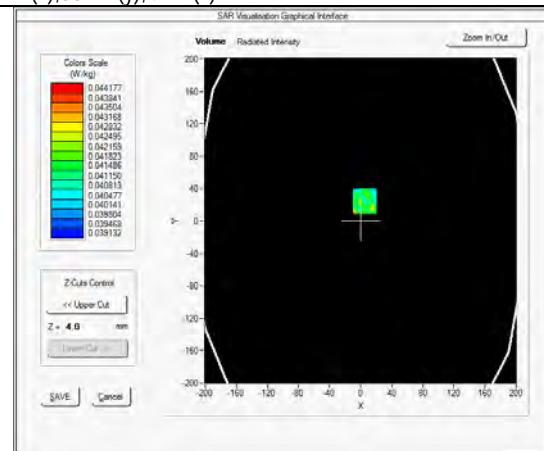 SAR Visualisation Graphical Interface
Volume Radiated Intensity
Zoom In/Out
Colors Scale
(W/kg)
0.044177
0.043841
0.043504
0.043168
0.042832
0.042495
0.042159
0.041823
0.041486
0.041150
0.040813
0.040477
0.040141
0.039804
0.039468
0.039132
200
160
120
80
40
0
-40
-80
-120
-160
-200
Y
-200 -160 -120 -80 -40 0 40 80 120 160 200
X
Z-Cuts Control
<< Upper Cut
Z = 4.0 mm
SAVE Cancel